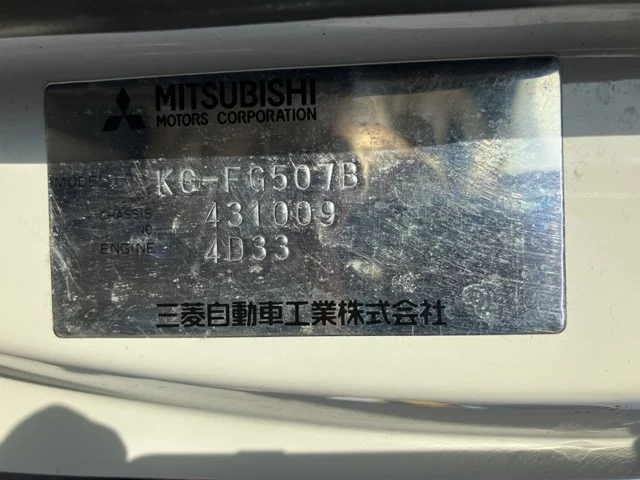 MITSUBISHI
MOTORS CORPORATION
MODEL KC-FG507B
CHASSIS NO. 431009
ENGINE 4D33
三菱自動車工業株式会社